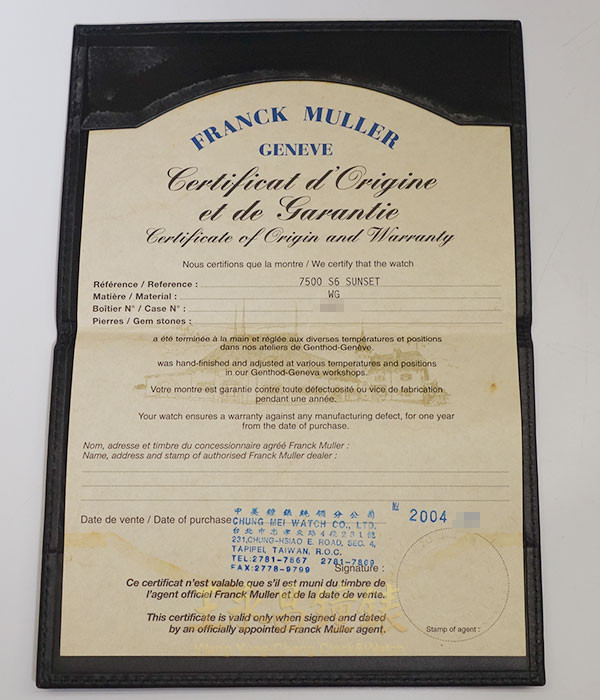 FRANCK MULLER
GENEVE
Certificat d'Origine
et de Garantie
Certificate of Origin and Warranty
Nous certifions que la montre / We certify that the watch
Référence / Reference : 7500 S6 SUNSET
Matière / Material : WG
Boîtier N° / Case N° :
Pierres / Gem stones :
a été terminée à la main et réglée aux diverses températures et positions
dans nos ateliers de Genthod-Genève.
was hand-finished and adjusted at various temperatures and positions
in our Genthod-Geneva workshops.
Votre montre est garantie contre toute défectuosité ou vice de fabrication
pendant une année.
Your watch ensures a warranty against any manufacturing defect, for one year
from the date of purchase.
Nom, adresse et timbre du concessionnaire agréé Franck Muller :
Name, address and stamp of authorised Franck Muller dealer :
Date de vente / Date of purchase
2004
CHUNG MEI WATCH CO., LTD.
231,CHUNG-HSIAO E. ROAD, SEC. 4,
TAPIPEI, TAIWAN, R.O.C.
TEL:2781-7867 2781-7869
FAX:2778-9799
Signature :
Ce certificat n'est valable que s'il est muni du timbre de
l'agent officiel Franck Muller et de la date de vente.
This certificate is valid only when signed and dated
by an officially appointed Franck Muller agent.
Stamp of agent :